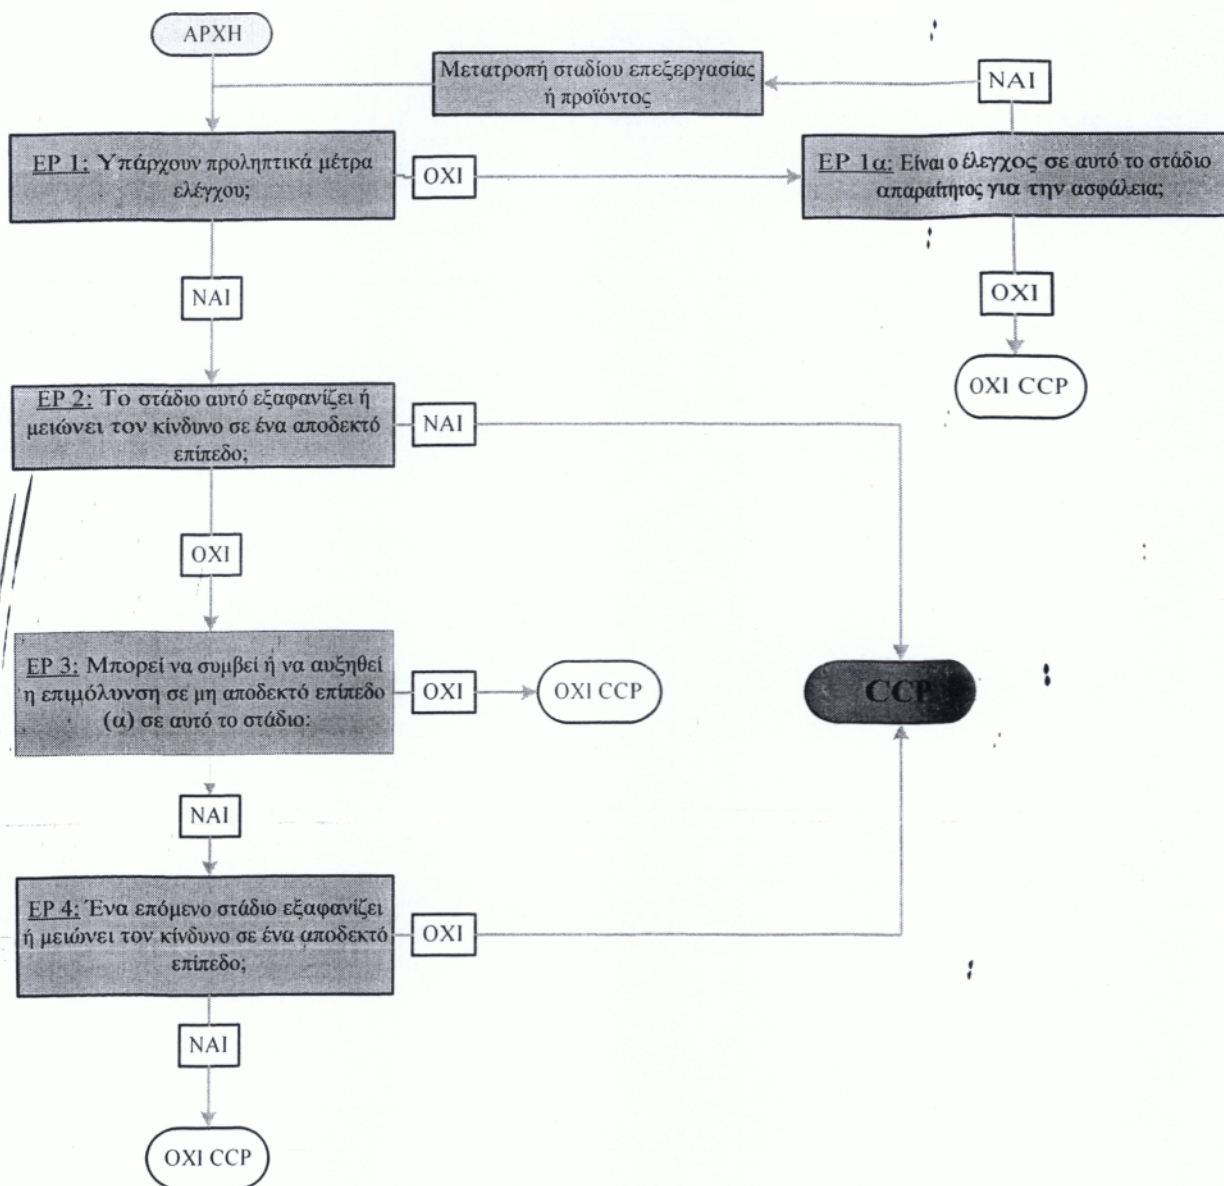 ΑΡΧΗ
Μετατροπή σταδίου επεξεργασίας
ή προϊόντος
ΝΑΙ
ΕΡ 1: Υπάρχουν προληπτικά μέτρα
ελέγχου;
ΟΧΙ
ΕΡ 1α: Είναι ο έλεγχος σε αυτό το στάδιο
απαραίτητος για την ασφάλεια;
ΝΑΙ
ΟΧΙ
ΟΧΙ CCP
ΕΡ 2: Το στάδιο αυτό εξαφανίζει ή
μειώνει τον κίνδυνο σε ένα αποδεκτό
επίπεδο;
ΝΑΙ
ΟΧΙ
ΕΡ 3: Μπορεί να συμβεί ή να αυξηθεί
η επιμόλυνση σε μη αποδεκτό επίπεδο
(α) σε αυτό το στάδιο:
ΟΧΙ
ΟΧΙ CCP
CCP
ΝΑΙ
ΕΡ 4: Ένα επόμενο στάδιο εξαφανίζει
ή μειώνει τον κίνδυνο σε ένα αποδεκτό
επίπεδο;
ΟΧΙ
ΝΑΙ
ΟΧΙ CCP